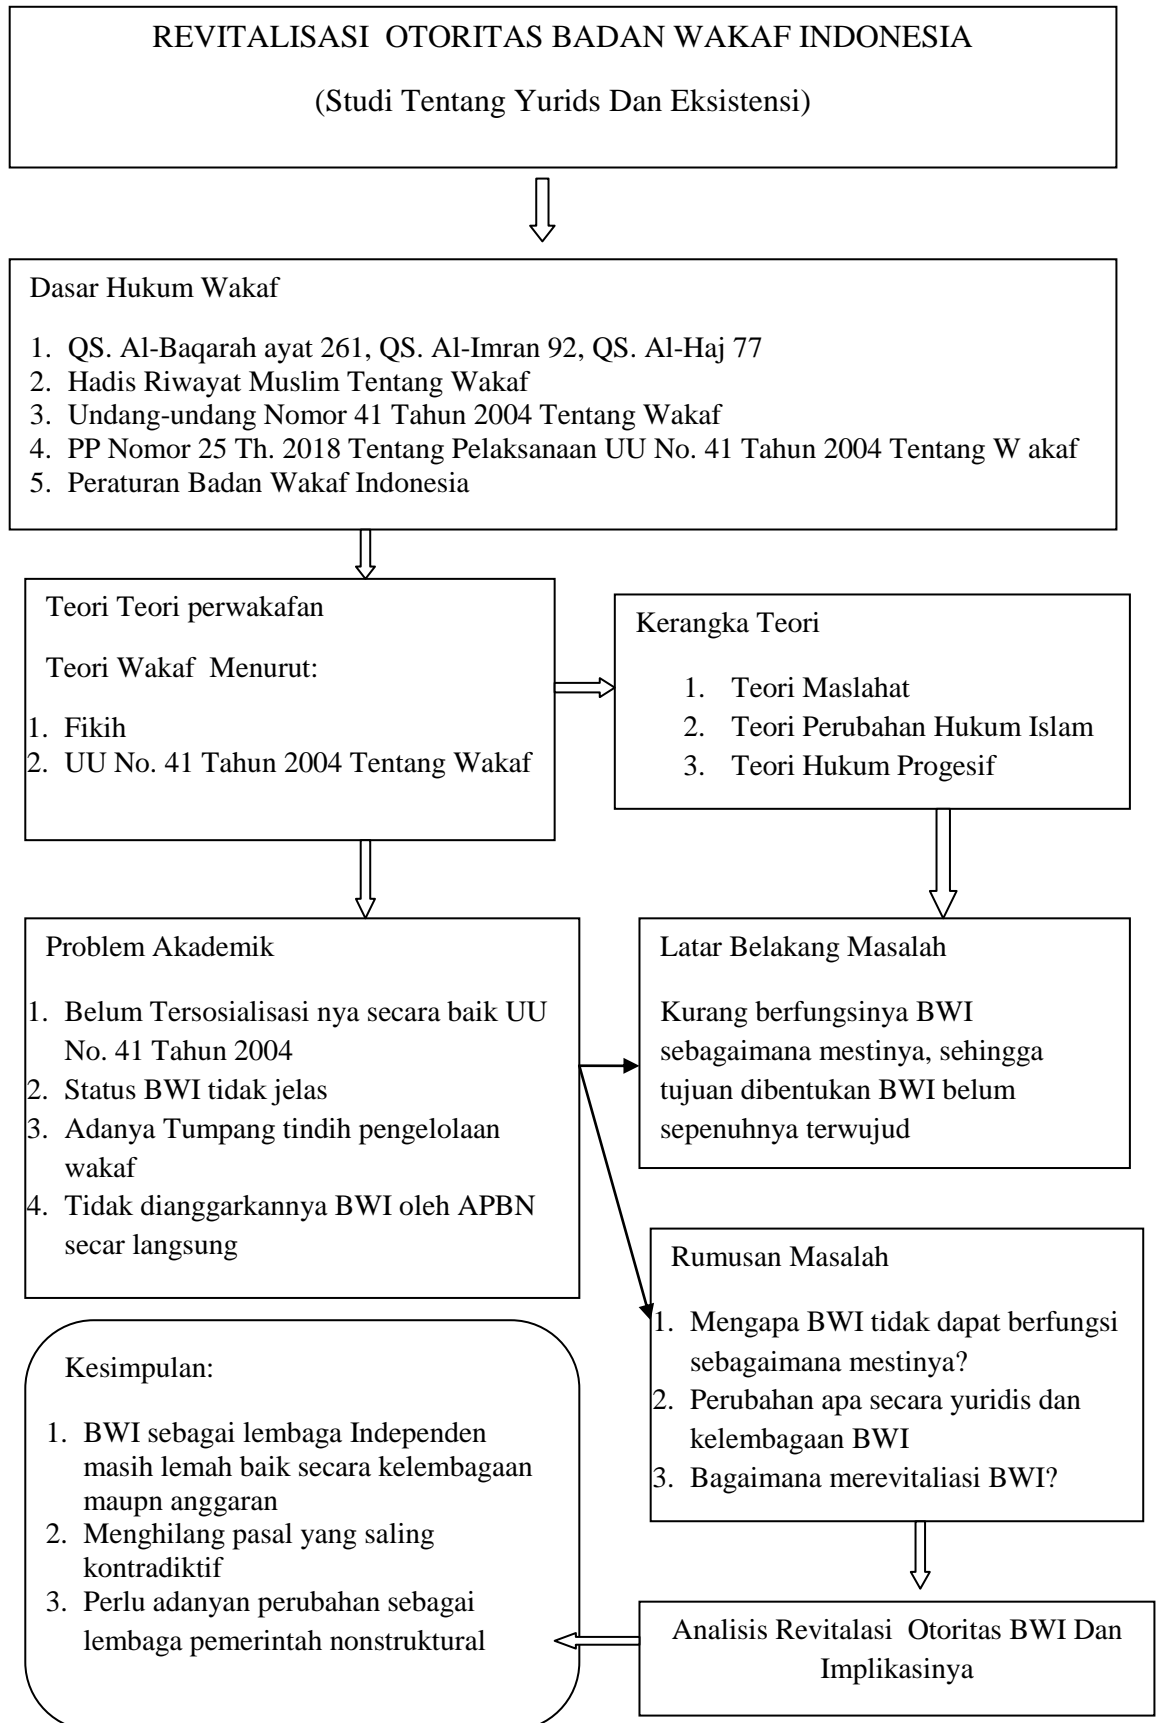 REVITALISASI OTORITAS BADAN WAKAF INDONESIA
(Studi Tentang Yurids Dan Eksistensi)
Dasar Hukum Wakaf
1. QS. Al-Baqarah ayat 261, QS. Al-Imran 92, QS. Al-Haj 77
2. Hadis Riwayat Muslim Tentang Wakaf
3. Undang-undang Nomor 41 Tahun 2004 Tentang Wakaf
4. PP Nomor 25 Th. 2018 Tentang Pelaksanaan UU No. 41 Tahun 2004 Tentang W akaf
5. Peraturan Badan Wakaf Indonesia
Teori Teori perwakafan
Teori Wakaf Menurut:
1. Fikih
2. UU No. 41 Tahun 2004 Tentang Wakaf
Kerangka Teori
1. Teori Maslahat
2. Teori Perubahan Hukum Islam
3. Teori Hukum Progesif
Problem Akademik
1. Belum Tersosialisasi nya secara baik UU
No. 41 Tahun 2004
2. Status BWI tidak jelas
3. Adanya Tumpang tindih pengelolaan
wakaf
4. Tidak dianggarkannya BWI oleh APBN
secar langsung
Latar Belakang Masalah
Kurang berfungsinya BWI
sebagaimana mestinya, sehingga
tujuan dibentukan BWI belum
sepenuhnya terwujud
Rumusan Masalah
1. Mengapa BWI tidak dapat berfungsi
sebagaimana mestinya?
2. Perubahan apa secara yuridis dan
kelembagaan BWI
3. Bagaimana merevitaliasi BWI?
Kesimpulan:
1. BWI sebagai lembaga Independen
masih lemah baik secara kelembagaan
maupn anggaran
2. Menghilang pasal yang saling
kontradiktif
3. Perlu adanyan perubahan sebagai
lembaga pemerintah nonstruktural
Analisis Revitalasi Otoritas BWI Dan
Implikasinya